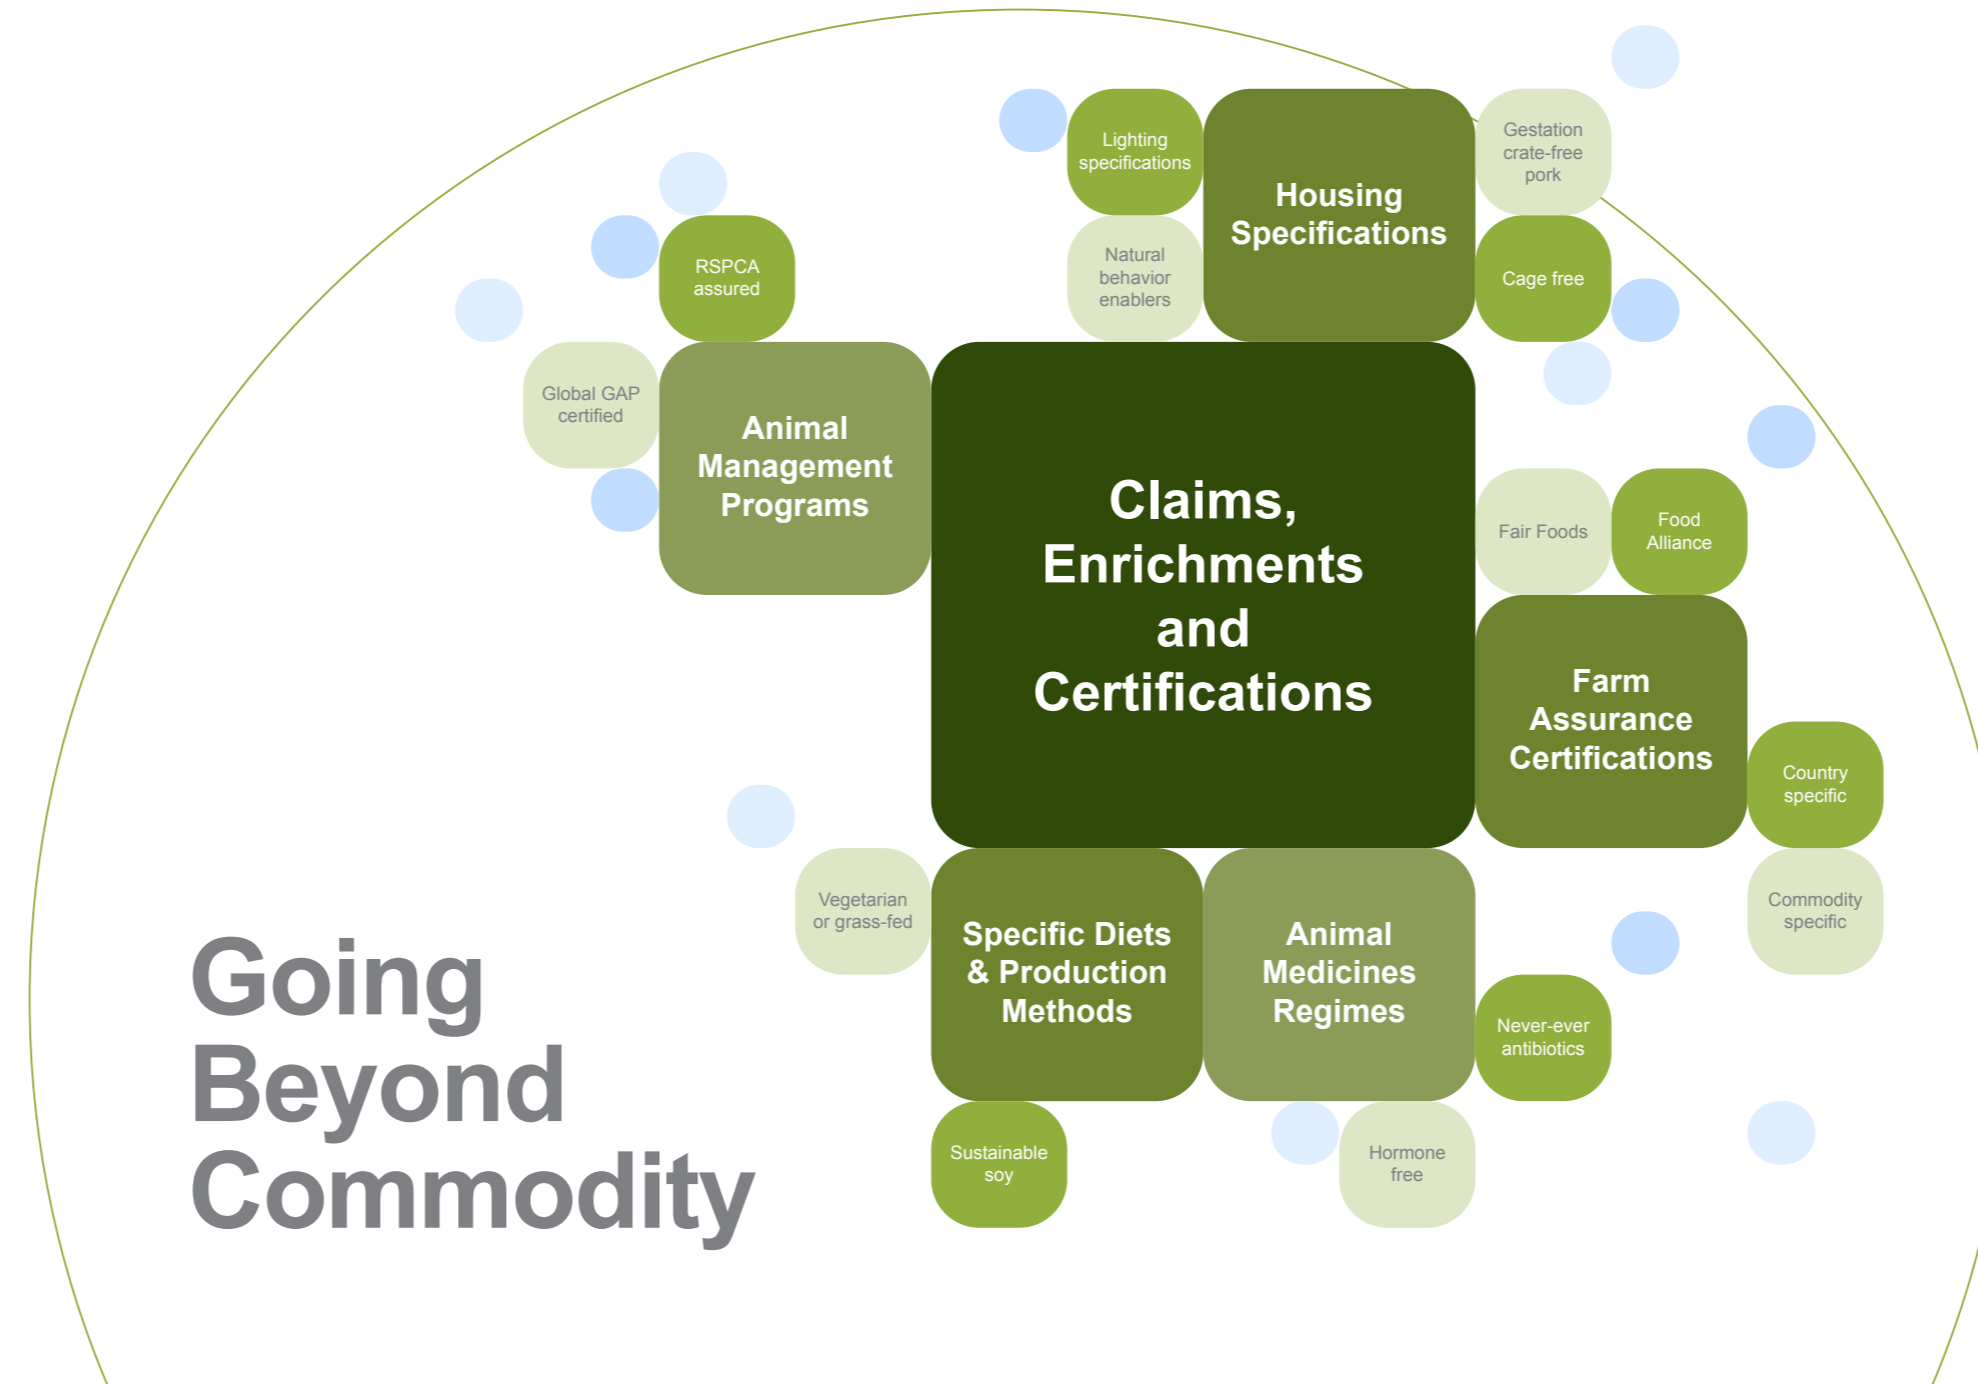 Lighting
specifications
Natural
behavior
enablers
Housing
Specifications
Gestation
crate-free
pork
Cage free
RSPCA
assured
Global GAP
certified
Animal
Management
Programs
Claims,
Enrichments
and
Certifications
Fair Foods
Food
Alliance
Farm
Assurance
Certifications
Country
specific
Commodity
specific
Vegetarian
or grass-fed
Specific Diets
& Production
Methods
Sustainable
soy
Animal
Medicines
Regimes
Never-ever
antibiotics
Hormone
free
Going
Beyond
Commodity